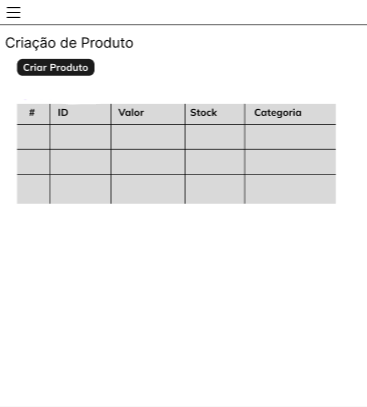 Criação de Produto
Criar Produto
# ID Valor Stock Categoria